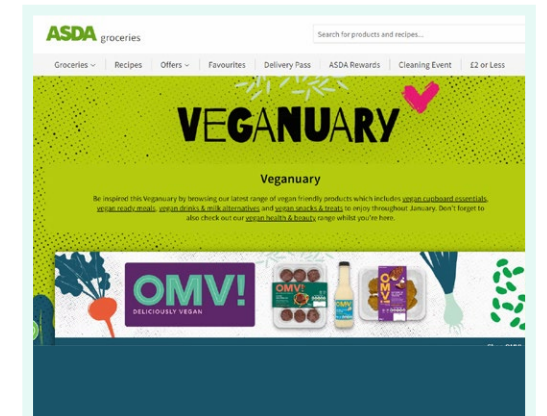 ASDA groceries
Search for products and recipes...
Groceries Recipes Offers Favourites Delivery Pass ASDA Rewards Cleaning Event £2 or Less
VEGANUARY
Veganuary
Be inspired this Veganuary by browsing our latest range of vegan friendly products which includes vegan cupboard essentials,
vegan ready meals, vegan drinks & milk alternatives and vegan snacks & treats to enjoy throughout January. Don't forget to
also check out our vegan health & beauty range whilst you're here.
OMV!
DELICIOUSLY VEGAN
OMV!
OMV!
OMV!